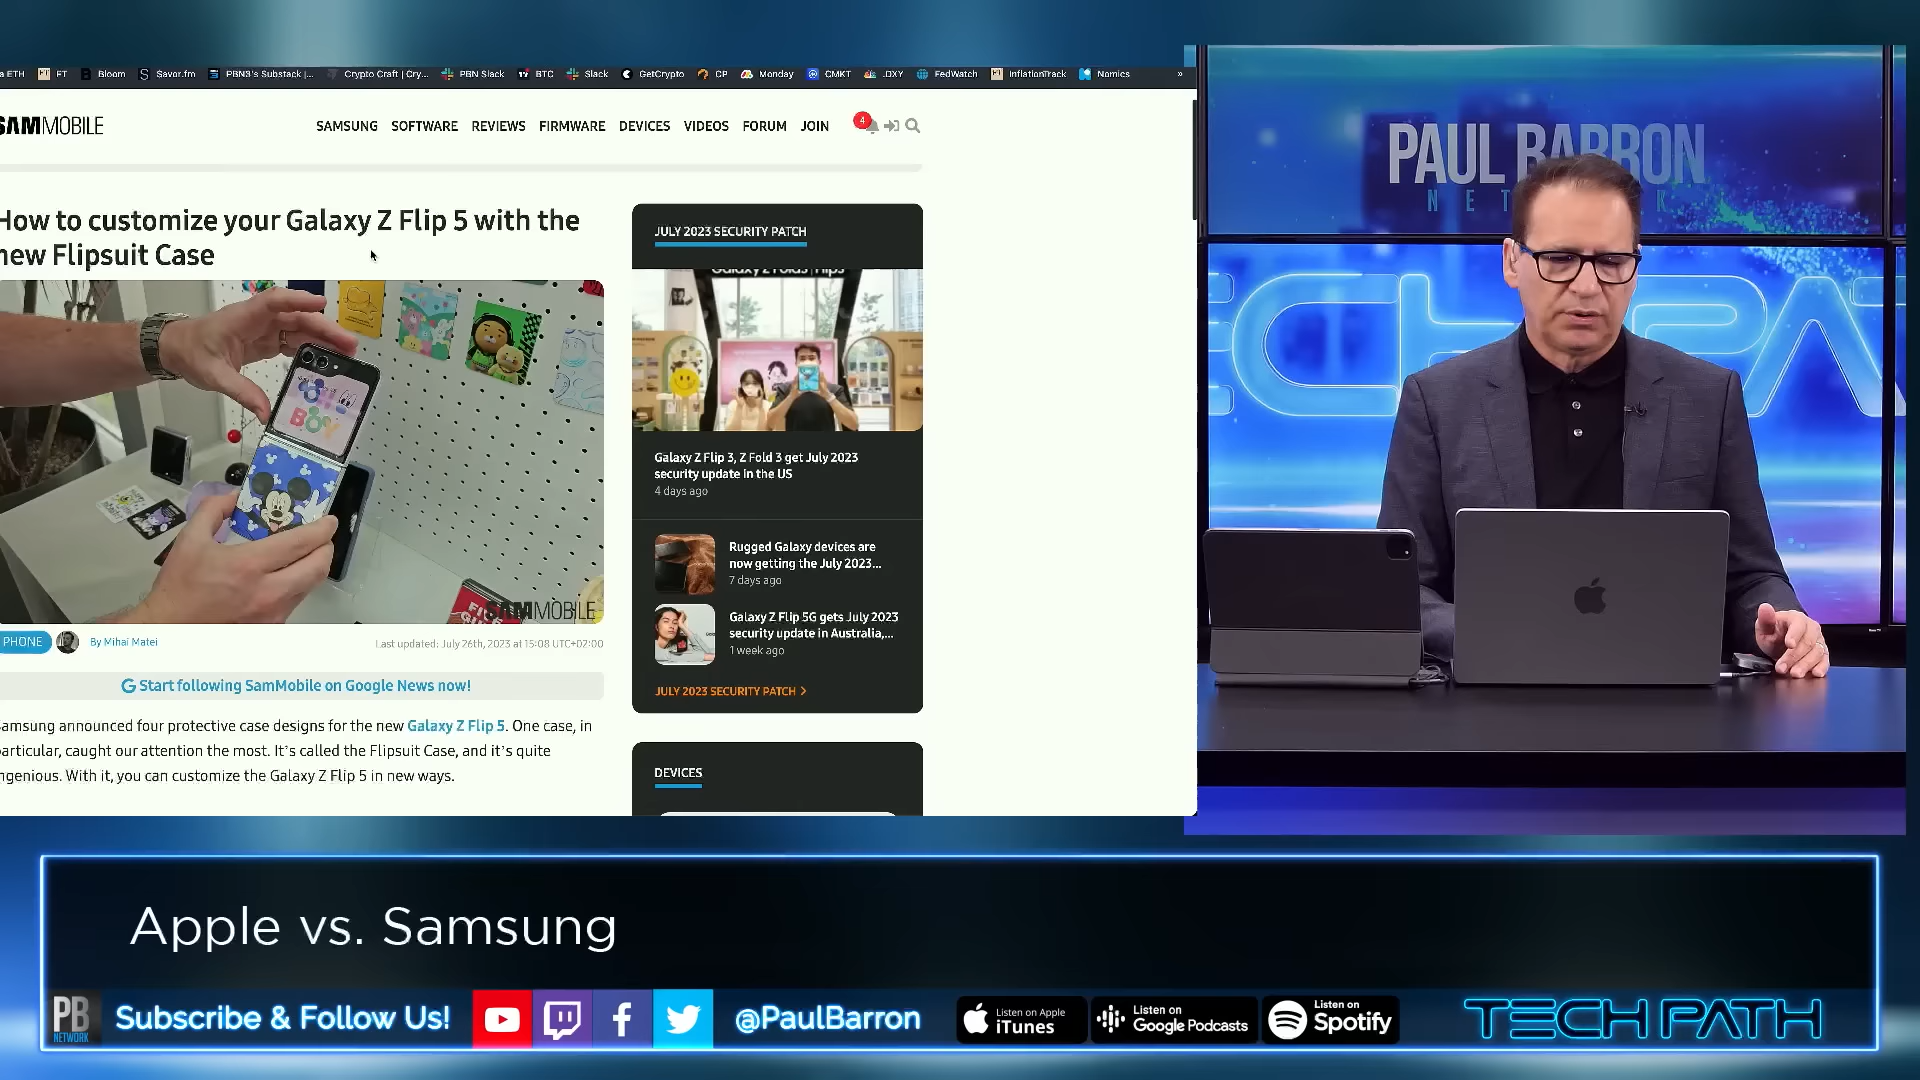 a ETH FT Bloom Savor.fm PBN3's Substack |... Crypto Craft | Cry... PBN Slack BTC Slack GetCrypto CP Monday CMKT .DXY FedWatch InflationTrack Nomics »
SAMMOBILE
SAMSUNG SOFTWARE REVIEWS FIRMWARE DEVICES VIDEOS FORUM JOIN
4
How to customize your Galaxy Z Flip 5 with the
new Flipsuit Case
SAMMOBILE
PHONE By Mihai Matei
Last updated: July 26th, 2023 at 15:08 UTC+02:00
Start following SamMobile on Google News now!
Samsung announced four protective case designs for the new Galaxy Z Flip 5. One case, in
particular, caught our attention the most. It's called the Flipsuit Case, and it's quite
ingenious. With it, you can customize the Galaxy Z Flip 5 in new ways.
JULY 2023 SECURITY PATCH
Galaxy Z Flip 3, Z Fold 3 get July 2023
security update in the US
4 days ago
Rugged Galaxy devices are
now getting the July 2023...
7 days ago
Galaxy Z Flip 5G gets July 2023
security update in Australia,...
1 week ago
JULY 2023 SECURITY PATCH >
DEVICES
PAUL BARRON
NETWORK
TECH PATH
Apple vs. Samsung
PB
NETWORK
Subscribe & Follow Us!
@PaulBarron
Listen on Apple
iTunes
Listen on
Google Podcasts
Listen on
Spotify
TECH PATH